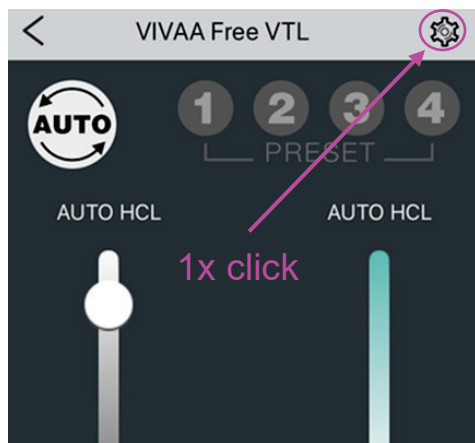 VIVAA Free VTL
AUTO
1 2 3 4
PRESET
AUTO HCL
AUTO HCL
1x click